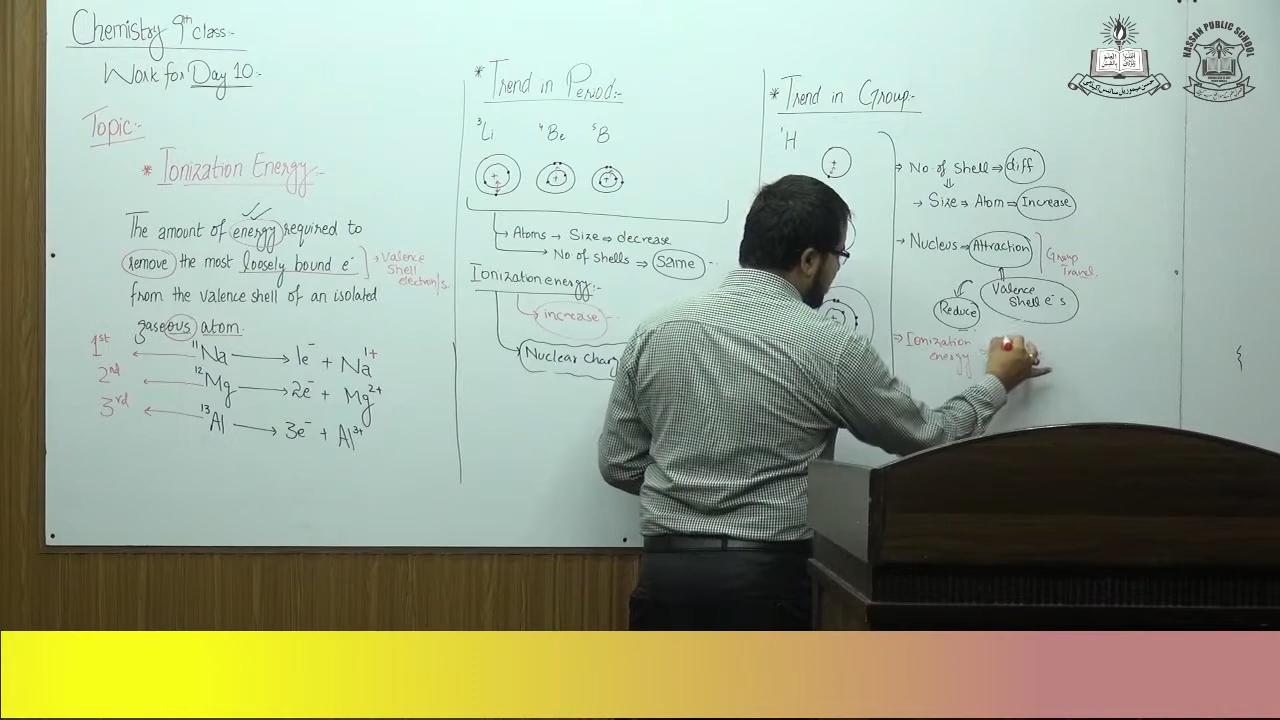 Chemistry 9th class:-
Work for Day 10:-
Topic:-
* Ionization Energy:-
The amount of energy required to
remove the most loosely bound e-
from the valence shell of an isolated
gaseous atom.
→ Valence
Shell
electron/s
1st ← 11Na → 1e- + Na1+
2nd ← 12Mg → 2e- + Mg2+
3rd ← 13Al → 3e- + Al3+
* Trend in Period:-
3Li 4Be 5B
→ Atoms → Size ⇒ decrease
→ No of shells ⇒ Same
Ionization energy:-
increase
Nuclear
* Trend in Group:-
1H
→ No of shell ⇒ diff
→ Size ⇒ Atom ⇒ Increase
→ Nucleus ⇒ Attraction
Group
Valence
Shell e- s
Reduce
⇒ Ionization
energy
HASSAN PUBLIC SCHOOL